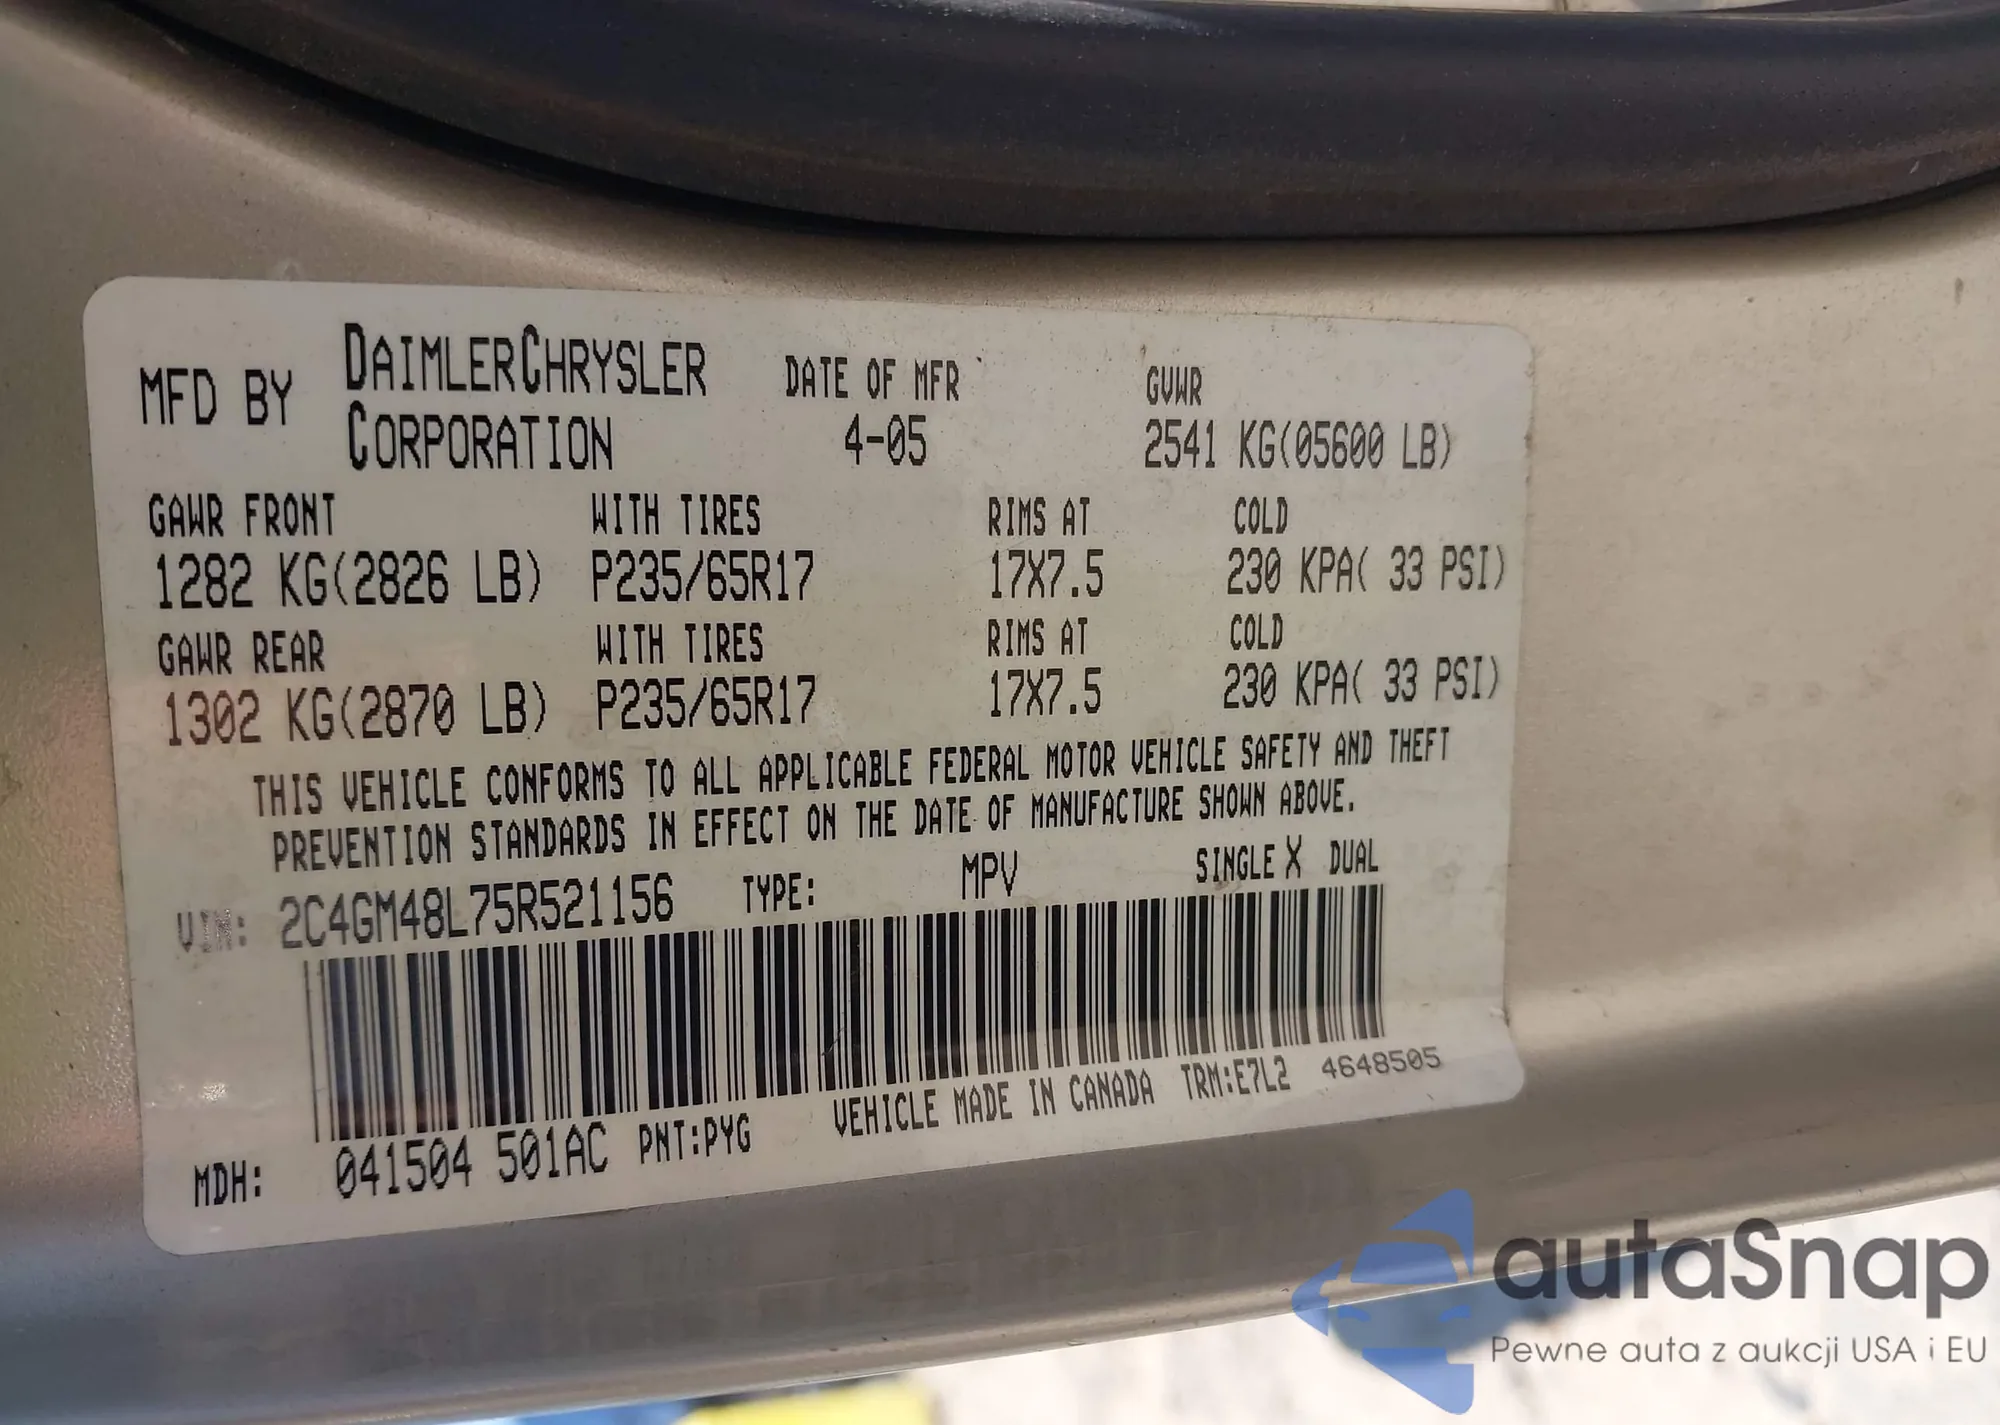 MFD BY DAIMLERCHRYSLER CORPORATION DATE OF MFR 4-05 GVWR 2541 KG(05600 LB)
GAWR FRONT WITH TIRES RIMS AT COLD
1282 KG(2826 LB) P235/65R17 17X7.5 230 KPA( 33 PSI)
GAWR REAR WITH TIRES RIMS AT COLD
1302 KG(2870 LB) P235/65R17 17X7.5 230 KPA( 33 PSI)
THIS VEHICLE CONFORMS TO ALL APPLICABLE FEDERAL MOTOR VEHICLE SAFETY AND THEFT
PREVENTION STANDARDS IN EFFECT ON THE DATE OF MANUFACTURE SHOWN ABOVE.
VIN: 2C4GM48L75R521156 TYPE: MPV SINGLE X DUAL
MDH: 041504 501AC PNT:PYG VEHICLE MADE IN CANADA TRM:E7L2 4648505
autaSnap
Pewne auta z aukcji USA i EU